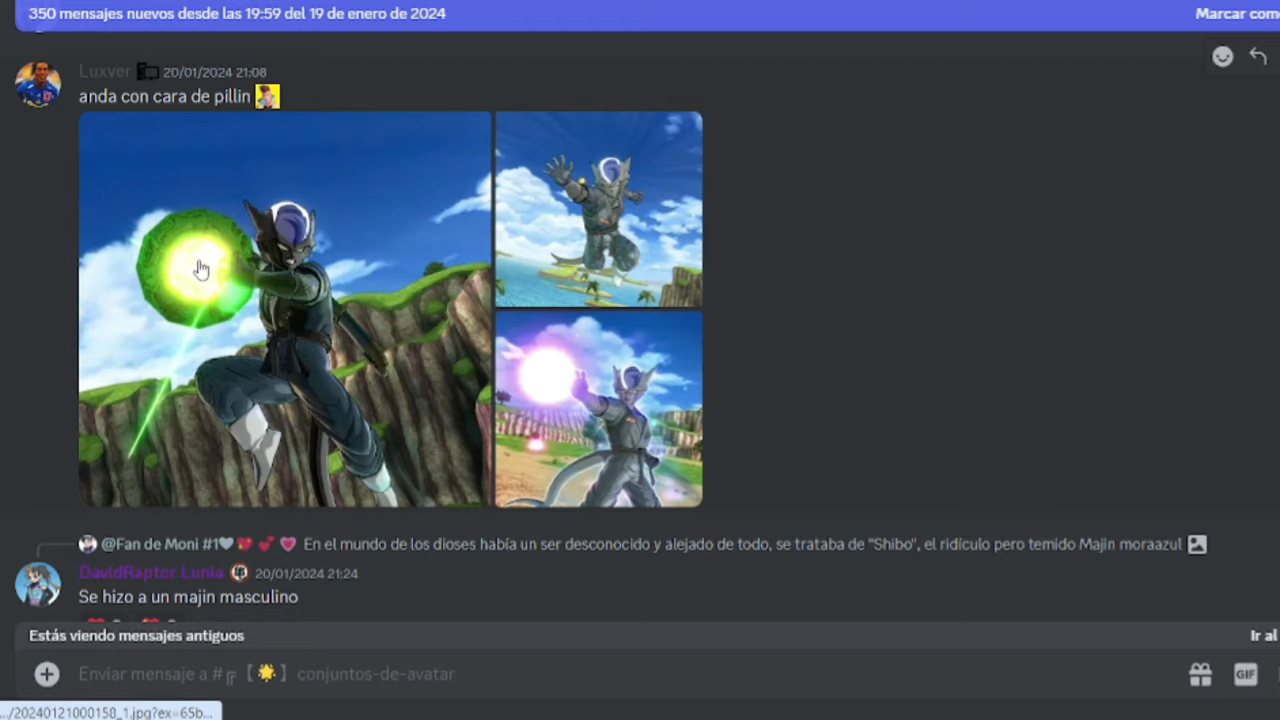 350 mensajes nuevos desde las 19:59 del 19 de enero de 2024
Marcar com
Luxver 20/01/2024 21:08
anda con cara de pillin
@Fan de Moni #1🤍💖💕💗 En el mundo de los dioses había un ser desconocido y alejado de todo, se trataba de "Shibo", el ridículo pero temido Majin moraazul
DavidRaptor Lunia 20/01/2024 21:24
Se hizo a un majin masculino
Estás viendo mensajes antiguos
Ir al
Enviar mensaje a #╔【🌟】conjuntos-de-avatar
GIF
.../20240121000158_1.jpg?ex=65b...